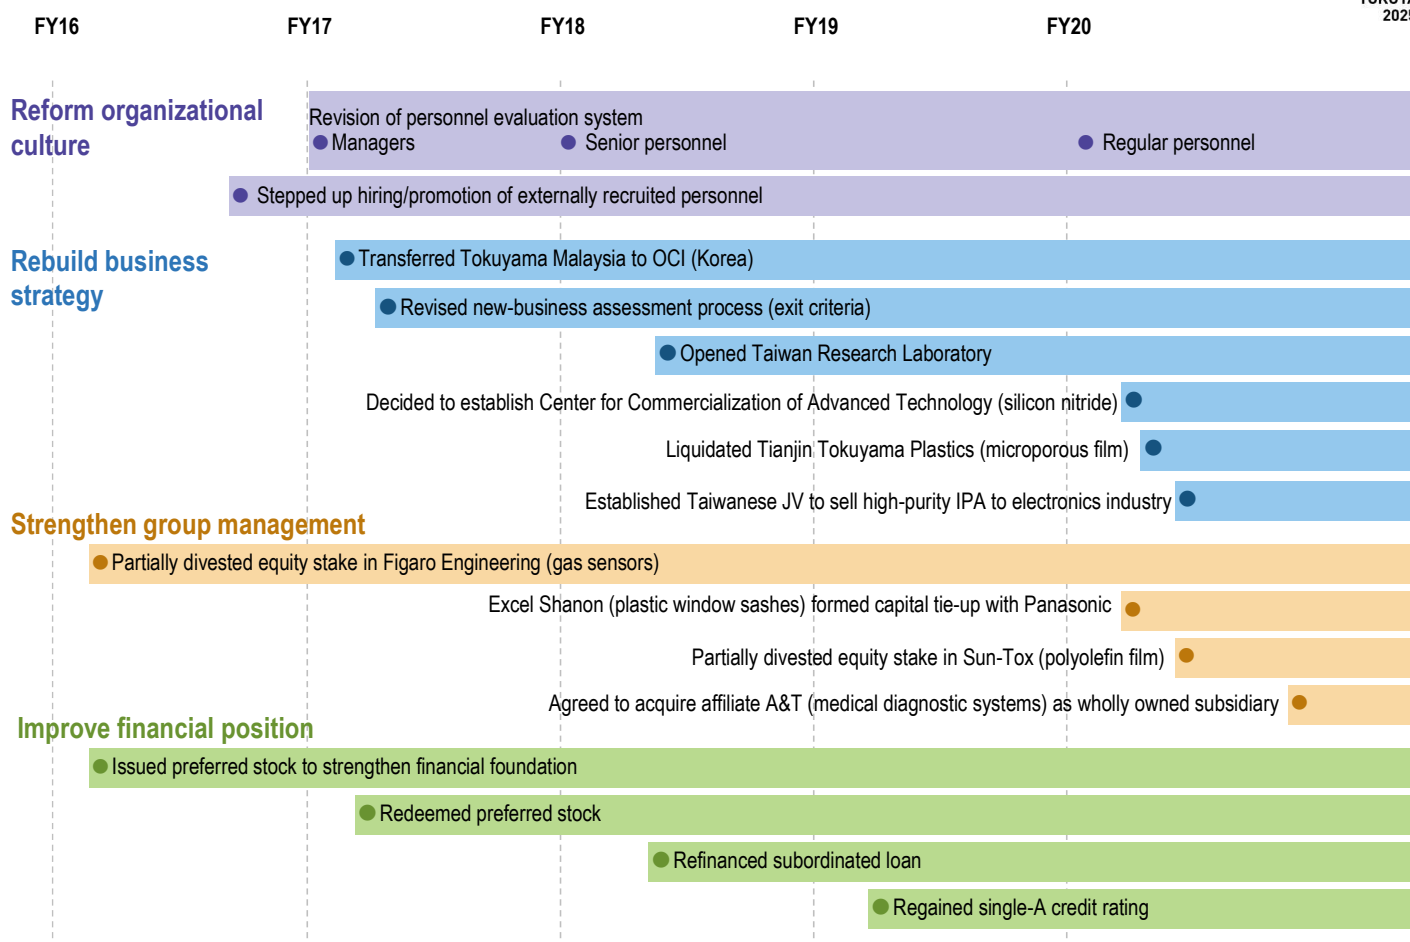 FY16
FY17
FY18
FY19
FY20
2025
Reform organizational
culture
Revision of personnel evaluation system
Managers
Senior personnel
Regular personnel
Stepped up hiring/promotion of externally recruited personnel
Rebuild business
strategy
Transferred Tokuyama Malaysia to OCI (Korea)
Revised new-business assessment process (exit criteria)
Opened Taiwan Research Laboratory
Decided to establish Center for Commercialization of Advanced Technology (silicon nitride)
Liquidated Tianjin Tokuyama Plastics (microporous film)
Established Taiwanese JV to sell high-purity IPA to electronics industry
Strengthen group management
Partially divested equity stake in Figaro Engineering (gas sensors)
Excel Shanon (plastic window sashes) formed capital tie-up with Panasonic
Partially divested equity stake in Sun-Tox (polyolefin film)
Agreed to acquire affiliate A&T (medical diagnostic systems) as wholly owned subsidiary
Improve financial position
Issued preferred stock to strengthen financial foundation
Redeemed preferred stock
Refinanced subordinated loan
Regained single-A credit rating